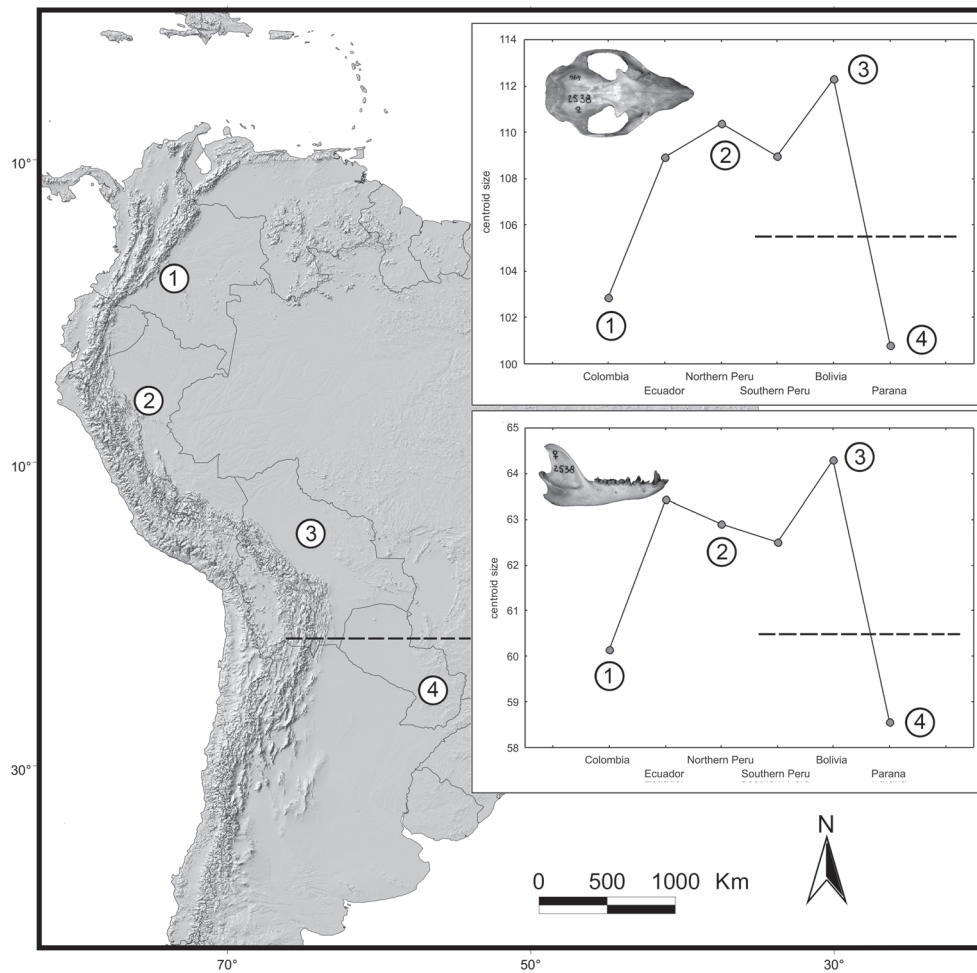 114
112
110
108
106
104
102
100
centroid size
2538
♀
1
2
3
4
Colombia
Northern Peru
Bolivia
Ecuador
Southern Peru
Parana
65
64
63
62
61
60
59
58
centroid size
♀
2538
1
2
3
4
Colombia
Northern Peru
Bolivia
Ecuador
Southern Peru
Parana
10°
10°
30°
1
2
3
4
N
0 500 1000 Km
70° 50° 30°